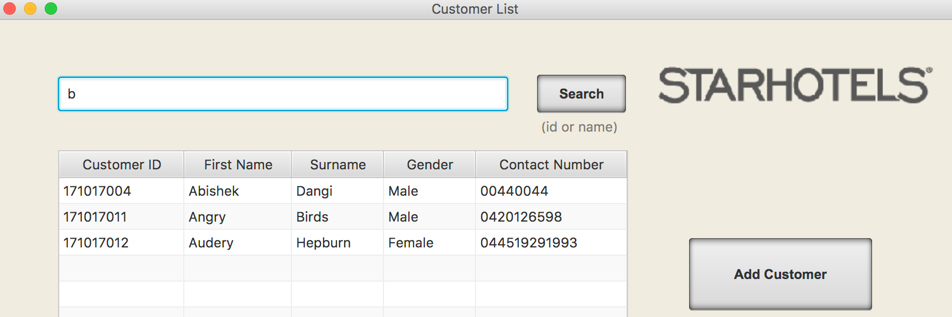 Customer List
b
Search
STARHOTELS®
(id or name)
Customer ID First Name Surname Gender Contact Number
171017004 Abishek Dangi Male 00440044
171017011 Angry Birds Male 0420126598
171017012 Audery Hepburn Female 044519291993
Add Customer